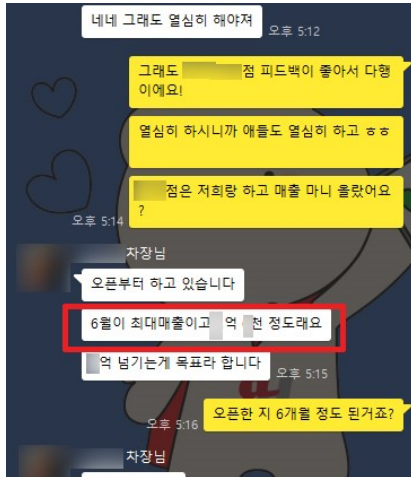 네네 그래도 열심히 해야져
오후 5:12
그래도 점 피드백이 좋아서 다행
이에요!
열심히 하시니까 애들도 열심히 하고 ㅎㅎ
점은 저희랑 하고 매출 마니 올랐어요
?
오후 5:14
차장님
오픈부터 하고 있습니다
6월이 최대매출이고 억 천 정도래요
억 넘기는게 목표라 합니다
오후 5:15
오픈한 지 6개월 정도 된거죠?
오후 5:16
차장님